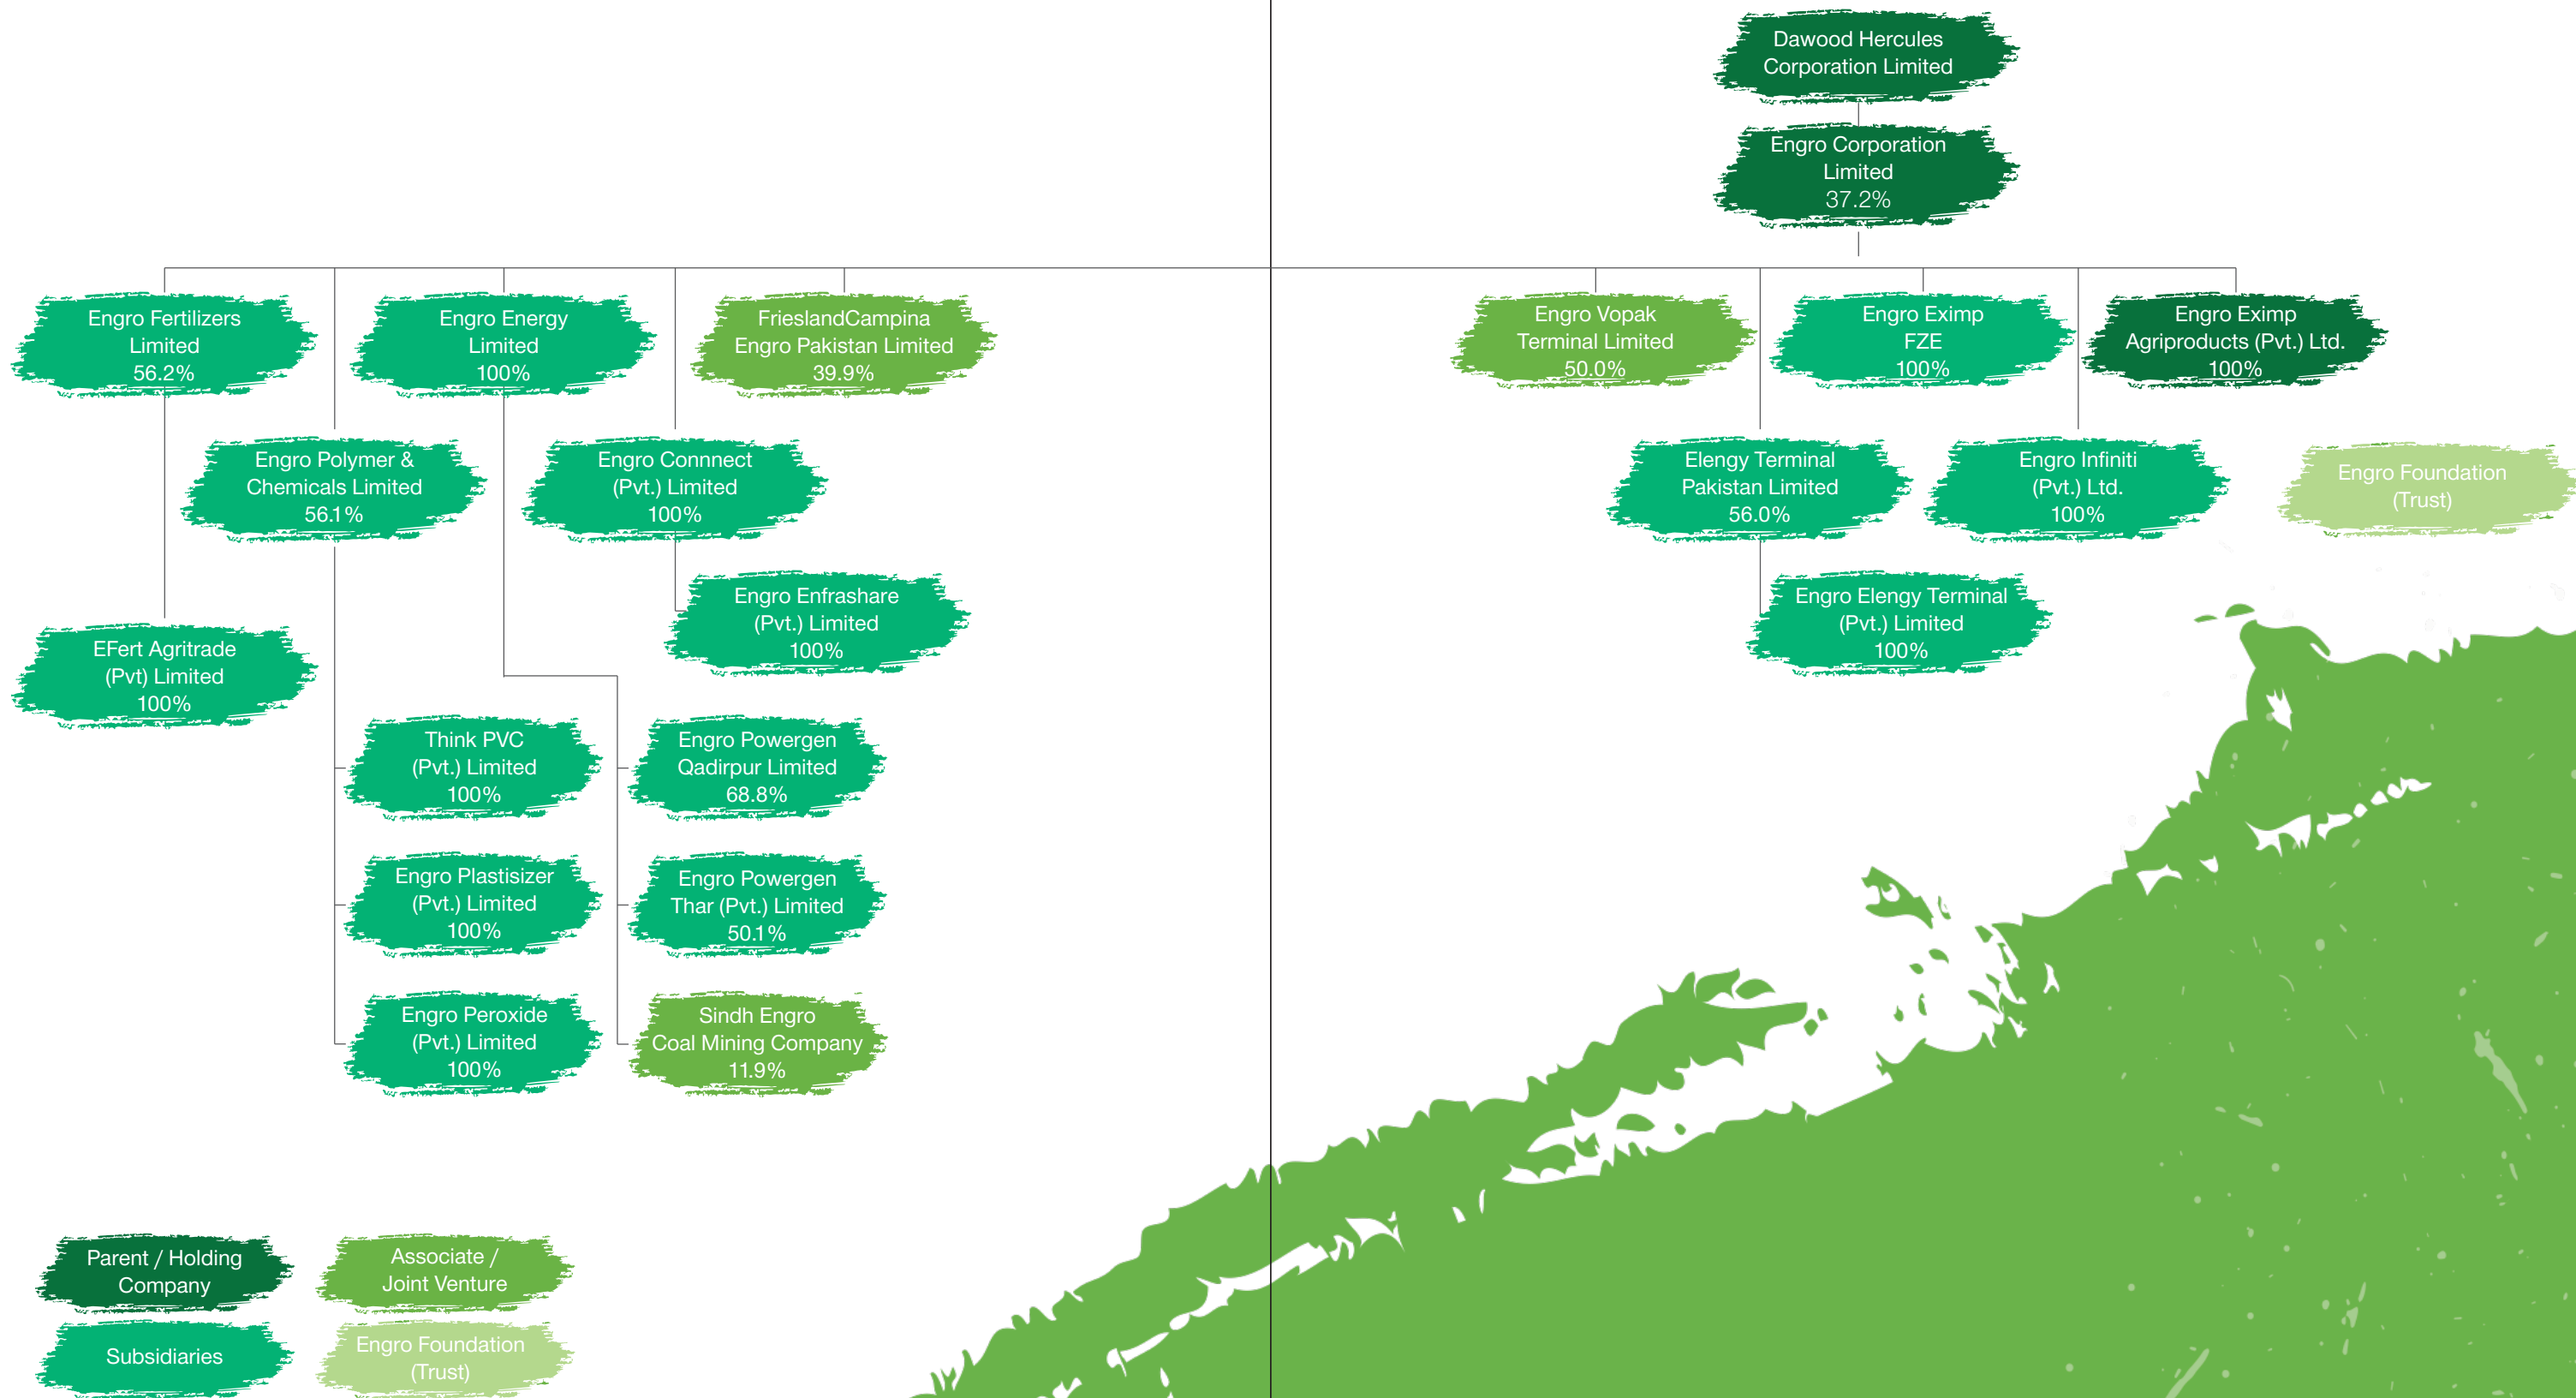 Dawood Hercules
Corporation Limited
Engro Corporation
Limited
37.2%
Engro Fertilizers
Limited
56.2%
Engro Energy
Limited
100%
FrieslandCampina
Engro Pakistan Limited
39.9%
Engro Vopak
Terminal Limited
50.0%
Engro Eximp
FZE
100%
Engro Eximp
Agriproducts (Pvt.) Ltd.
100%
Engro Polymer &
Chemicals Limited
56.1%
Engro Connnect
(Pvt.) Limited
100%
Elengy Terminal
Pakistan Limited
56.0%
Engro Infiniti
(Pvt.) Ltd.
100%
Engro Foundation
(Trust)
Engro Enfrashare
(Pvt.) Limited
100%
Engro Elengy Terminal
(Pvt.) Limited
100%
EFert Agritrade
(Pvt) Limited
100%
Think PVC
(Pvt.) Limited
100%
Engro Powergen
Qadirpur Limited
68.8%
Engro Plastisizer
(Pvt.) Limited
100%
Engro Powergen
Thar (Pvt.) Limited
50.1%
Engro Peroxide
(Pvt.) Limited
100%
Sindh Engro
Coal Mining Company
11.9%
Parent / Holding
Company
Associate /
Joint Venture
Subsidiaries
Engro Foundation
(Trust)